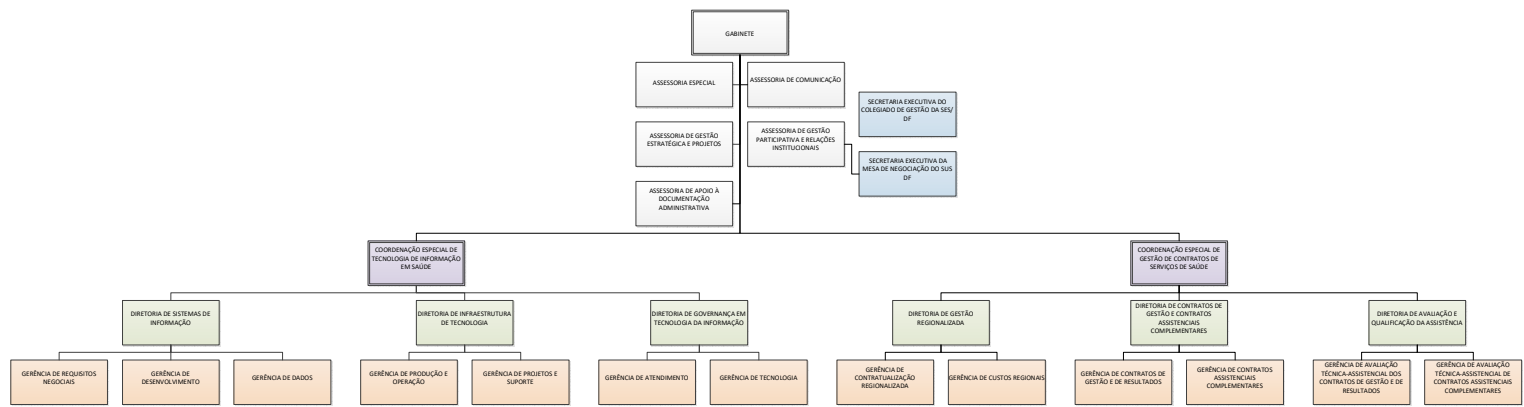 GABINETE
ASSESSORIA ESPECIAL
ASSESSORIA DE COMUNICAÇÃO
SECRETARIA EXECUTIVA DO
COLEGIADO DE GESTÃO DA SES/
DF
ASSESSORIA DE GESTÃO
ESTRATÉGICA E PROJETOS
ASSESSORIA DE GESTÃO
PARTICIPATIVA E RELAÇÕES
INSTITUCIONAIS
SECRETARIA EXECUTIVA DA
MESA DE NEGOCIAÇÃO DO SUS
DF
ASSESSORIA DE APOIO À
DOCUMENTAÇÃO
ADMINISTRATIVA
COORDENAÇÃO ESPECIAL DE
TECNOLOGIA DE INFORMAÇÃO
EM SAÚDE
COORDENAÇÃO ESPECIAL DE
GESTÃO DE CONTRATOS DE
SERVIÇOS DE SAÚDE
DIRETORIA DE SISTEMAS DE
INFORMAÇÃO
DIRETORIA DE INFRAESTRUTURA
DE TECNOLOGIA
DIRETORIA DE GOVERNANÇA EM
TECNOLOGIA DA INFORMAÇÃO
DIRETORIA DE GESTÃO
REGIONALIZADA
DIRETORIA DE CONTRATOS DE
GESTÃO E CONTRATOS
ASSISTENCIAIS
COMPLEMENTARES
DIRETORIA DE AVALIAÇÃO E
QUALIFICAÇÃO DA ASSISTÊNCIA
GERÊNCIA DE REQUISITOS
NEGOCIAIS
GERÊNCIA DE
DESENVOLVIMENTO
GERÊNCIA DE DADOS
GERÊNCIA DE PRODUÇÃO E
OPERAÇÃO
GERÊNCIA DE PROJETOS E
SUPORTE
GERÊNCIA DE ATENDIMENTO
GERÊNCIA DE TECNOLOGIA
GERÊNCIA DE
CONTRATUALIZAÇÃO
REGIONALIZADA
GERÊNCIA DE CUSTOS REGIONAIS
GERÊNCIA DE CONTRATOS DE
GESTÃO E DE RESULTADOS
GERÊNCIA DE CONTRATOS
ASSISTENCIAIS
COMPLEMENTARES
GERÊNCIA DE AVALIAÇÃO
TÉCNICA-ASSISTENCIAL DOS
CONTRATOS DE GESTÃO E DE
RESULTADOS
GERÊNCIA DE AVALIAÇÃO
TÉCNICA-ASSISTENCIAL DE
CONTRATOS ASSISTENCIAIS
COMPLEMENTARES